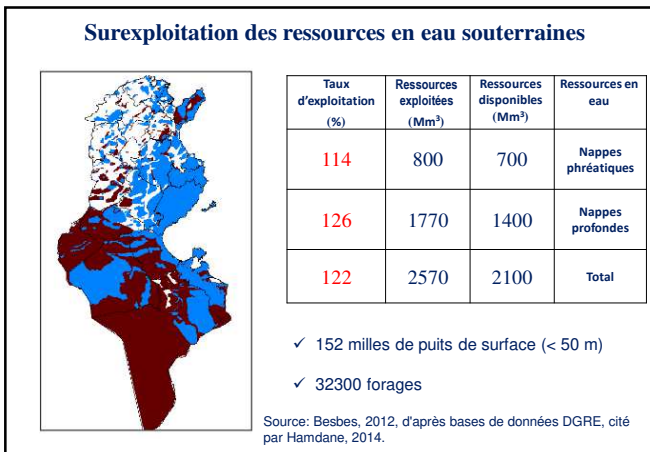 Surexploitation des ressources en eau souterraines
Taux d'exploitation (%) Ressources exploitées (Mm³) Ressources disponibles (Mm³) Ressources en eau
114 800 700 Nappes phréatiques
126 1770 1400 Nappes profondes
122 2570 2100 Total
✓ 152 milles de puits de surface (< 50 m)
✓ 32300 forages
Source: Besbes, 2012, d'après bases de données DGRE, cité
par Hamdane, 2014.